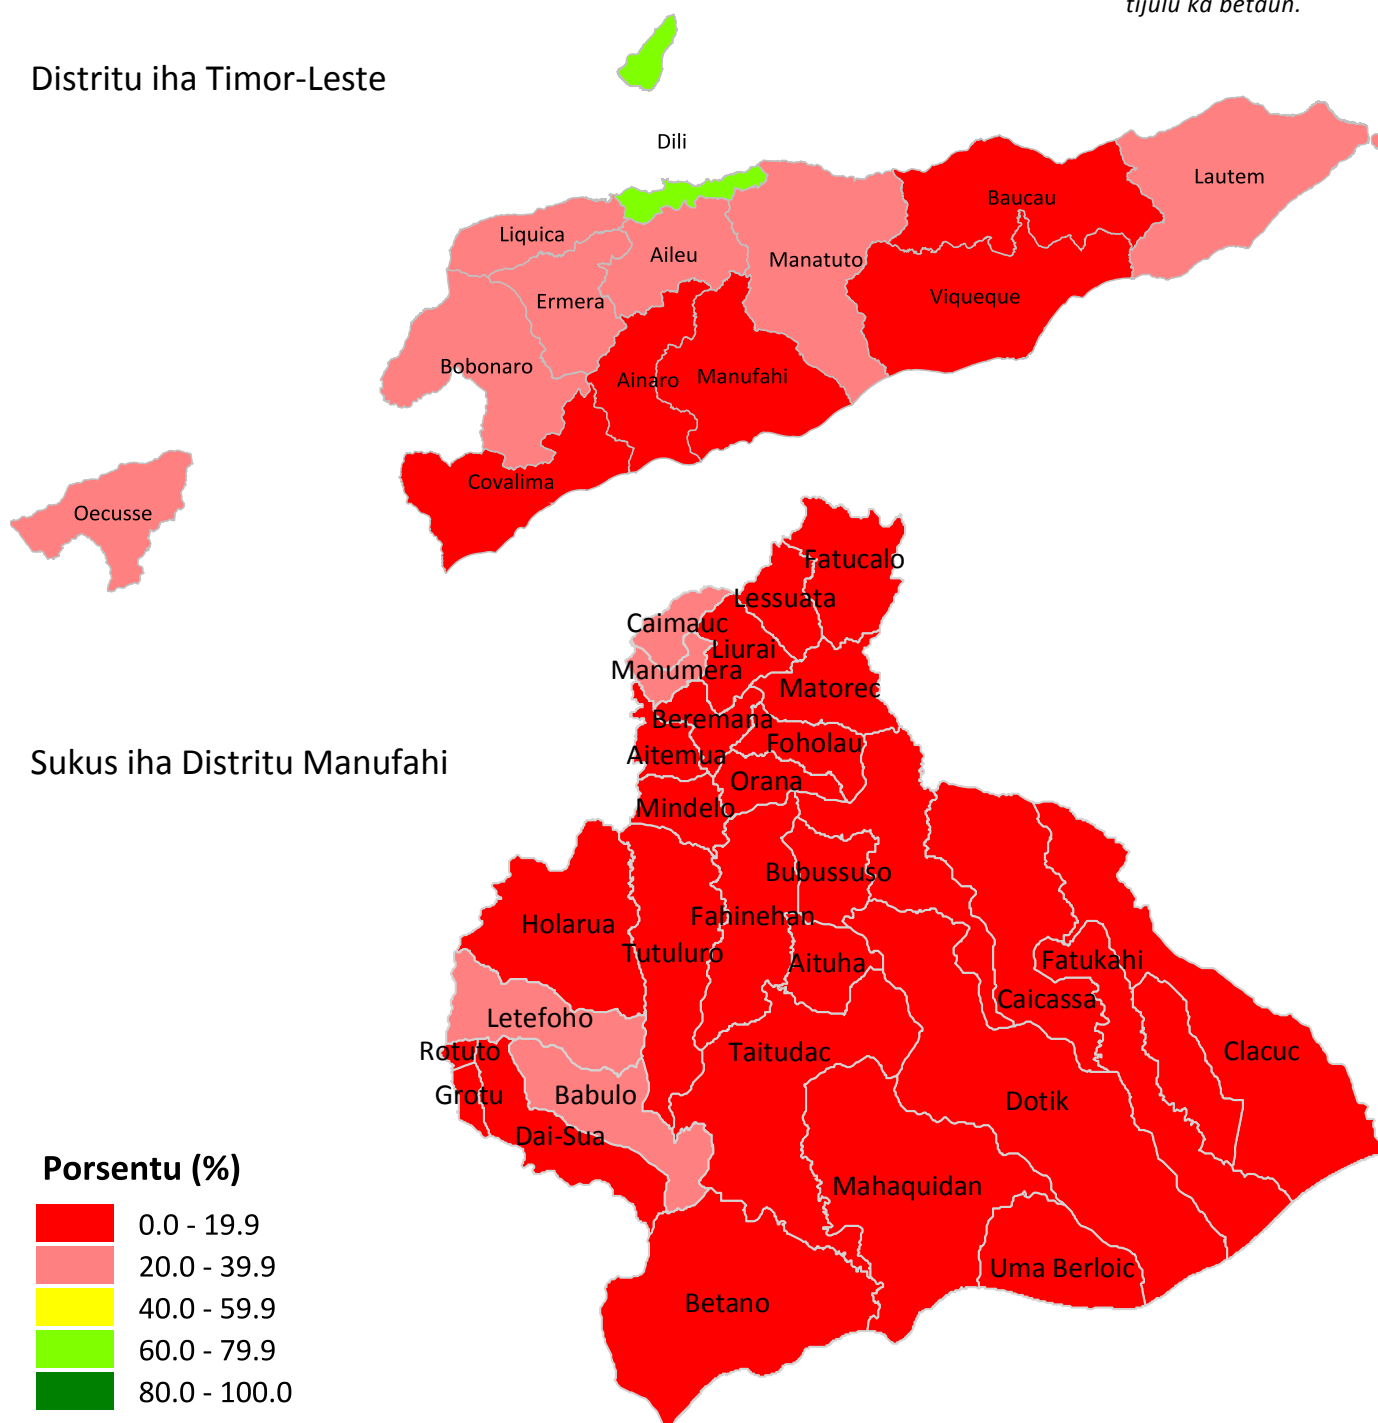 tijulu ka betaun.
Distritu iha Timor-Leste
Dili
Lautem
Baucau
Liquica
Aileu
Manatuto
Viqueque
Ermera
Bobonaro
Ainaro
Manufahi
Covalima
Oecusse
Fatucalo
Lessuata
Caimauc
Liurai
Manumera
Matorec
Beremana
Foholau
Aitemua
Sukus iha Distritu Manufahi
Orana
Mindelo
Bubussuso
Fahinehan
Holarua
Tutuluro
Aituha
Fatukahi
Caicassa
Letefoho
Rotuto
Taitudac
Clacuc
Grotu
Babulo
Dotik
Dai-Sua
Porsentu (%)
Mahaquidan
0.0 - 19.9
20.0 - 39.9
Uma Berloic
40.0 - 59.9
Betano
60.0 - 79.9
80.0 - 100.0